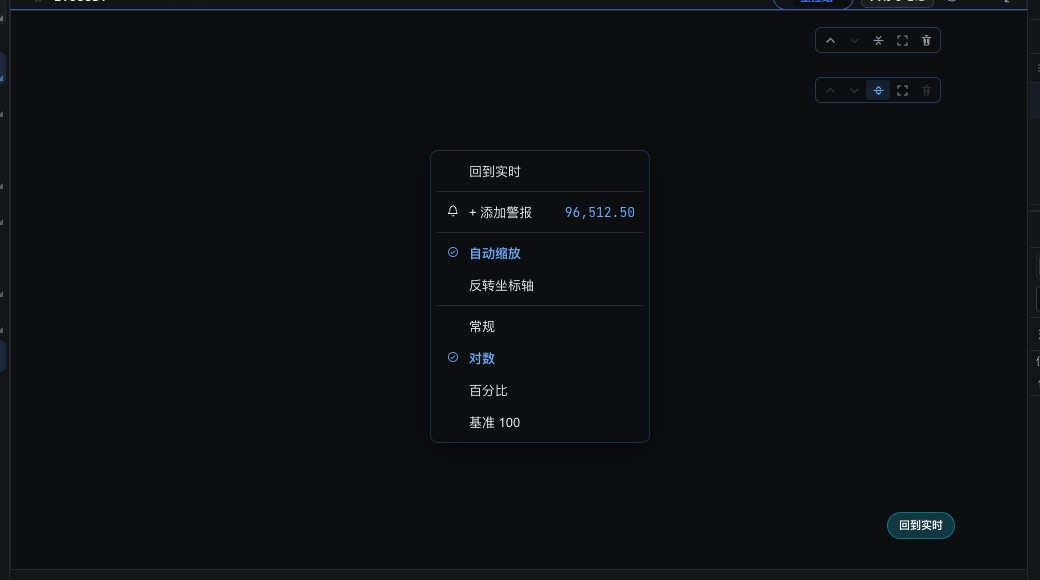 回到实时
+ 添加警报 96,512.50
自动缩放
反转坐标轴
常规
对数
百分比
基准 100
回到实时